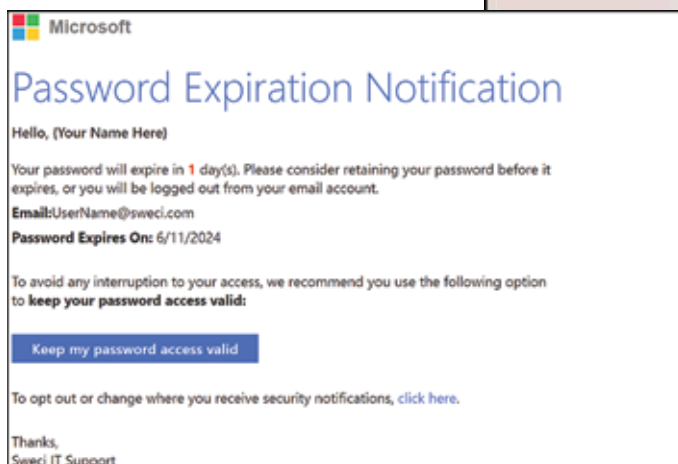 Microsoft
Password Expiration Notification
Hello, (Your Name Here)
Your password will expire in 1 day(s). Please consider retaining your password before it
expires, or you will be logged out from your email account.
Email:UserName@sweci.com
Password Expires On: 6/11/2024
To avoid any interruption to your access, we recommend you use the following option
to keep your password access valid:
Keep my password access valid
To opt out or change where you receive security notifications, click here.
Thanks,
Sweci IT Support